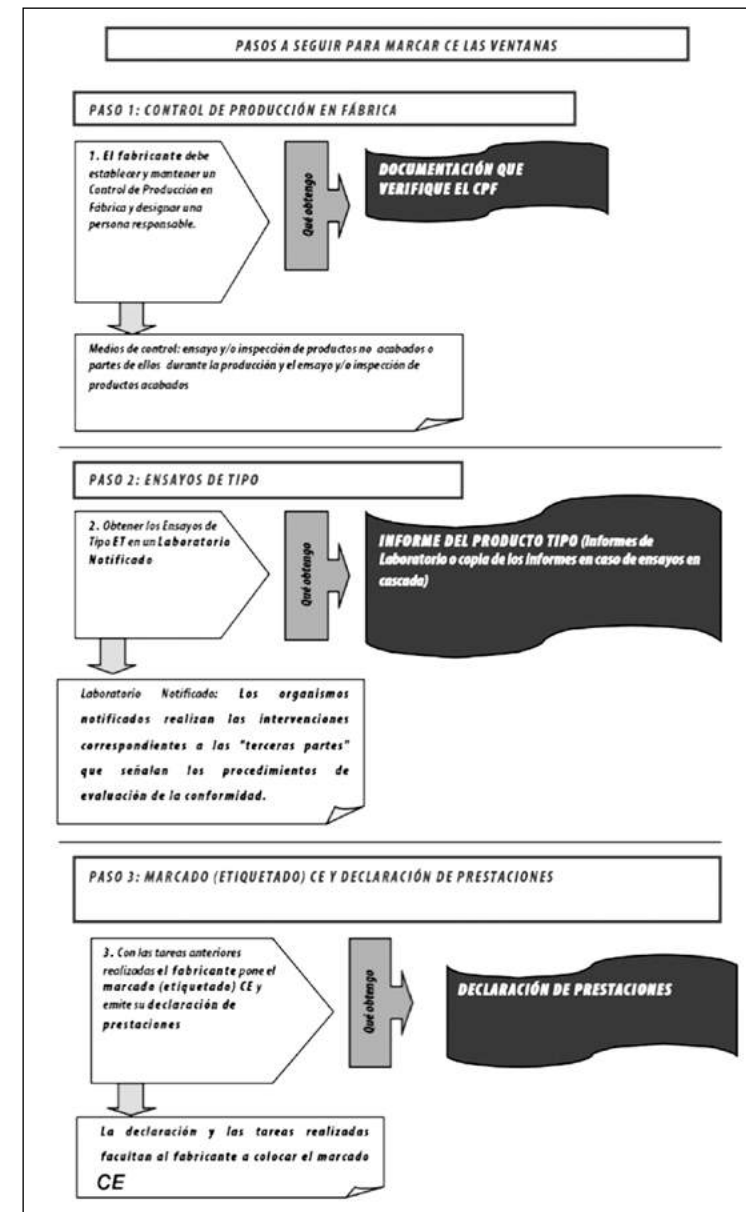 PASOS A SEGUIR PARA MARCAR CE LAS VENTANAS
PASO 1: CONTROL DE PRODUCCIÓN EN FÁBRICA
1. El fabricante debe
establecer y mantener un
Control de Producción en
Fábrica y designar una
persona responsable.
Qué obtengo
DOCUMENTACIÓN QUE
VERIFIQUE EL CPF
Medios de control: ensayo y/o inspección de productos no acabados o
partes de ellos durante la producción y el ensayo y/o inspección de
productos acabados
PASO 2: ENSAYOS DE TIPO
2. Obtener los Ensayos de
Tipo ET en un Laboratorio
Notificado
Qué obtengo
INFORME DEL PRODUCTO TIPO (Informes de
Laboratorio o copia de los informes en caso de ensayos en
cascada)
Laboratorio Notificado: Los organismos
notificados realizan las intervenciones
correspondientes a las "terceras partes"
que señalan los procedimientos de
evaluación de la conformidad.
PASO 3: MARCADO (ETIQUETADO) CE Y DECLARACIÓN DE PRESTACIONES
3. Con las tareas anteriores
realizadas el fabricante pone el
marcado (etiquetado) CE y
emite su declaración de
prestaciones
Qué obtengo
DECLARACIÓN DE PRESTACIONES
La declaración y las tareas realizadas
facultan al fabricante a colocar el marcado
CE